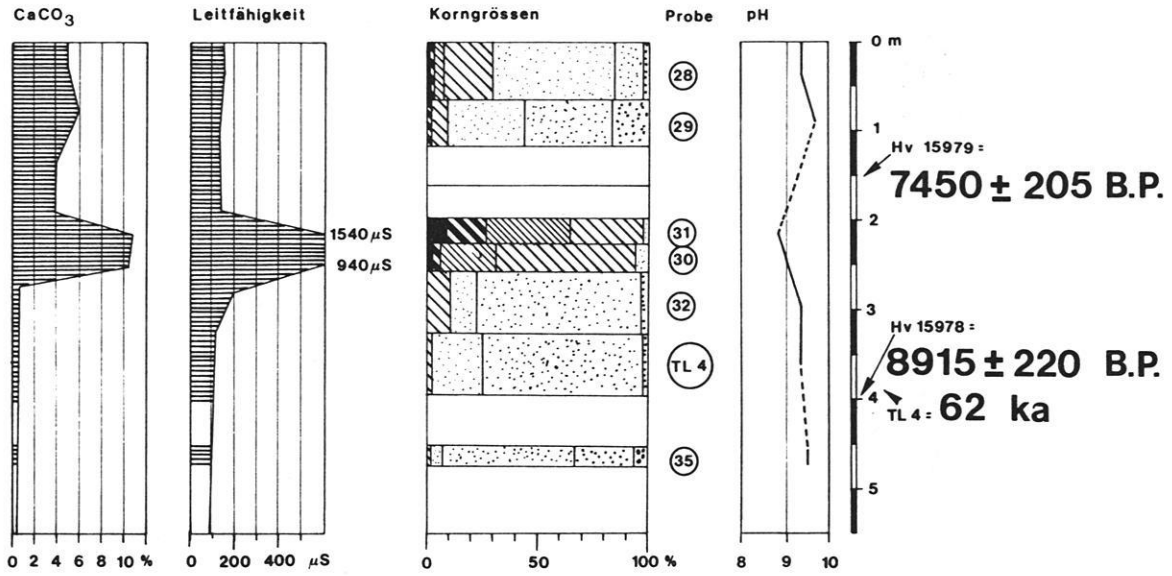 CaCO3 Leitfähigkeit Korngrössen Probe pH
0 m
28
29
1
Hv 15979 =
7450 ± 205 B.P.
2
31
1540 µS
30
940 µS
32
3
Hv 15978 =
8915 ± 220 B.P.
TL 4
4
TL 4 = 62 ka
35
5
0 2 4 6 8 10 % 0 200 400 µS 0 50 100 % 8 9 10